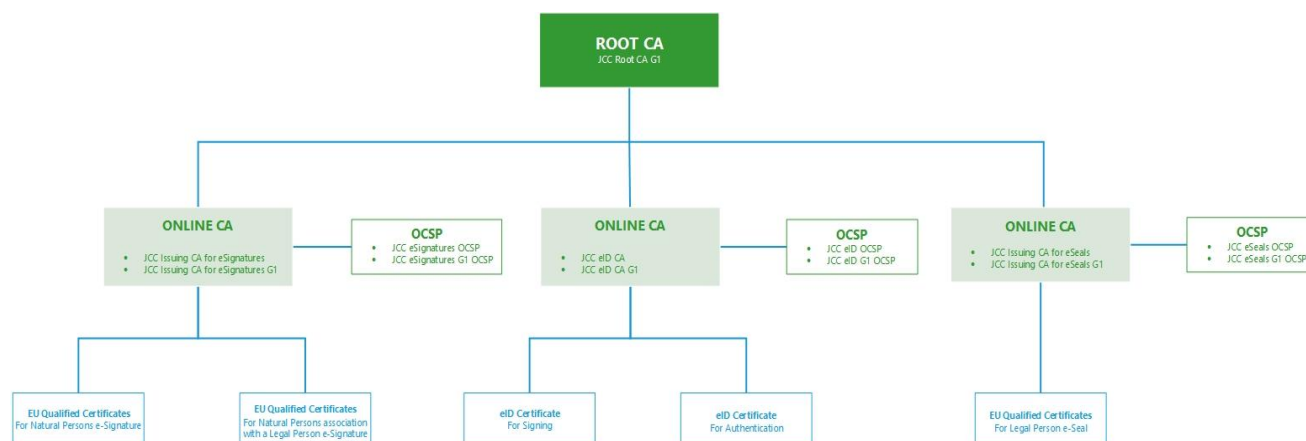 ROOT CA
JCC Root CA G1
ONLINE CA
• JCC Issuing CA for eSignatures
• JCC Issuing CA for eSignatures G1
OCSP
• JCC eSignatures OCSP
• JCC eSignatures G1 OCSP
ONLINE CA
• JCC eID CA
• JCC eID CA G1
OCSP
• JCC eID OCSP
• JCC eID G1 OCSP
ONLINE CA
• JCC Issuing CA for eSeals
• JCC Issuing CA for eSeals G1
OCSP
• JCC eSeals OCSP
• JCC eSeals G1 OCSP
EU Qualified Certificates
For Natural Persons e-Signature
EU Qualified Certificates
For Natural Persons association
with a Legal Person e-Signature
eID Certificate
For Signing
eID Certificate
For Authentication
EU Qualified Certificates
For Legal Person e-Seal